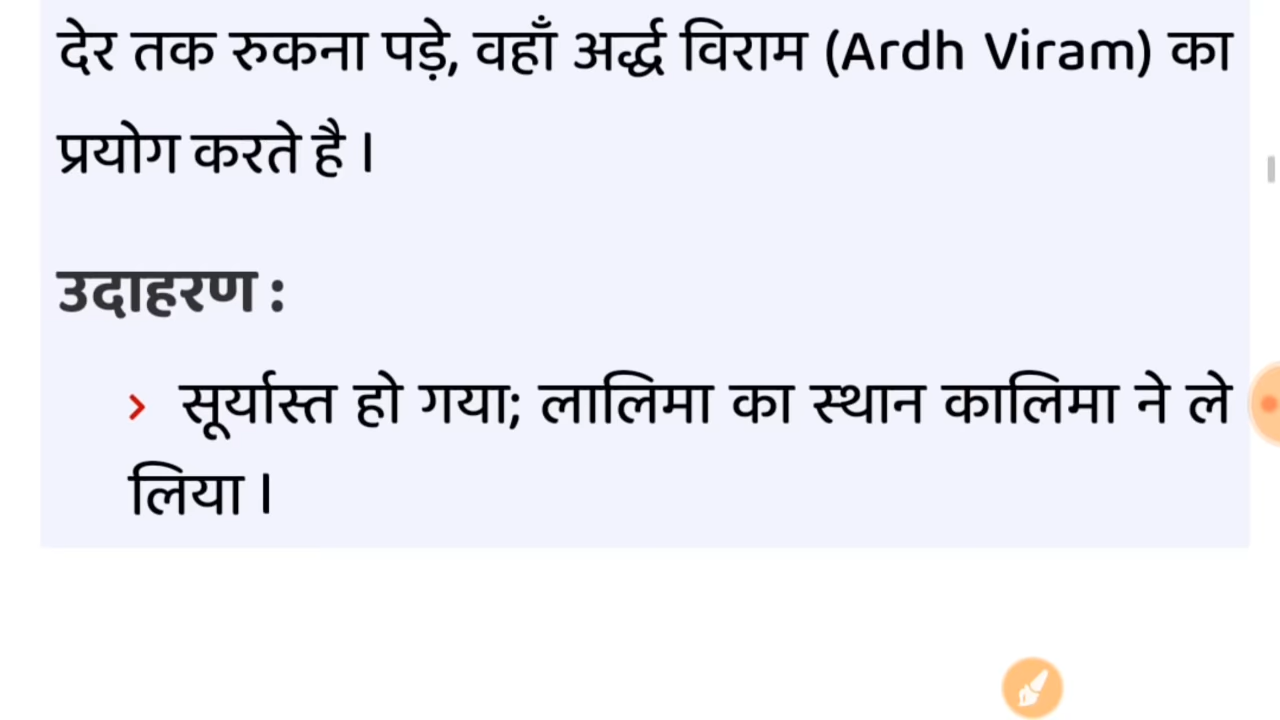 देर तक रुकना पड़े, वहाँ अर्द्ध विराम (Ardh Viram) का
प्रयोग करते है ।
उदाहरण :
› सूर्यास्त हो गया; लालिमा का स्थान कालिमा ने ले
लिया ।